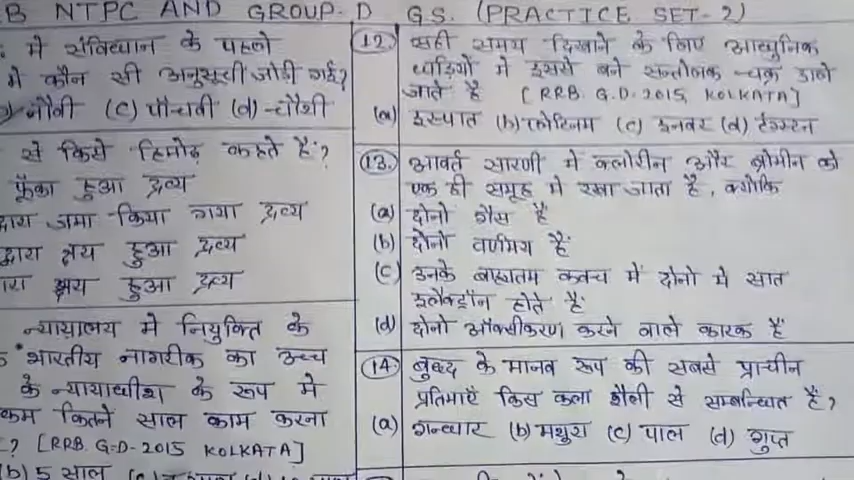 B NTPC AND GROUP-D G.S. (PRACTICE SET-2)
में संविधान के पहले
में कौन सी अनुसूची जोड़ी गई?
नौवी (c) पाँचवी (d) चौथी
से किसे हिमोढ़ कहते हैं?
फूँका हुआ द्रव्य
द्वारा जमा किया गया द्रव्य
द्वारा क्षय हुआ द्रव्य
द्वारा क्षय हुआ द्रव्य
न्यायालय में नियुक्ति के
भारतीय नागरीक का उच्च
के न्यायाधीश के रूप में
कम कितने साल काम करना
? [RRB. G.D-2015 KOLKATA]
(b) 5 साल
12. सही समय दिखाने के लिए आधुनिक
घड़ियों में इससे बने सन्तोलक चक्र डाले
जाते है [RRB. G.D-2015, KOLKATA]
(a) इस्पात (b) प्लेटिनम (c) इनवर (d) टंगस्टन
13. आवर्त सारणी में क्लोरीन और ब्रोमीन को
एक ही समूह में रखा जाता है, क्योंकि
(a) दोनो गैस हैं
(b) दोनो वर्णमय हैं
(c) उनके बाह्यतम कवच में दोनो में सात
इलैक्ट्रॉन होते हैं
(d) दोनो ऑक्सीकरण करने वाले कारक हैं
14. बुद्ध के मानव रूप की सबसे प्राचीन
प्रतिमाएँ किस कला शैली से सम्बन्धित हैं?
(a) गन्धार (b) मथुरा (c) पाल (d) गुप्त